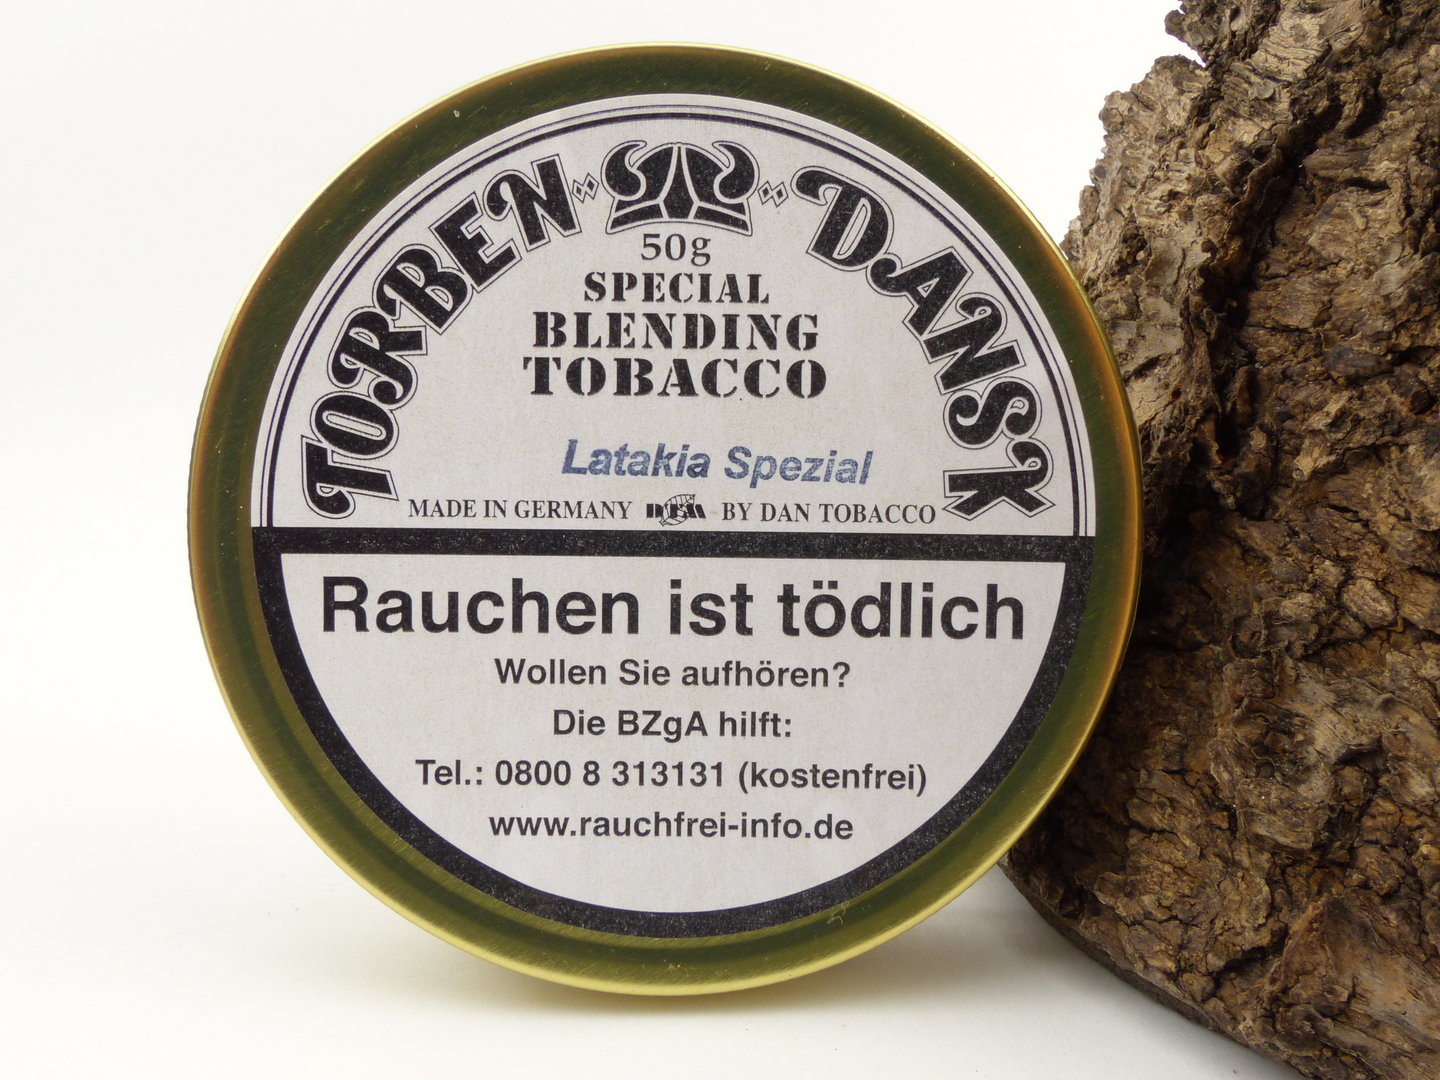 TORBEN DANSK
50g
SPECIAL
BLENDING
TOBACCO
Latakia Spezial
MADE IN GERMANY DTM BY DAN TOBACCO
Rauchen ist tödlich
Wollen Sie aufhören?
Die BZgA hilft:
Tel.: 0800 8 313131 (kostenfrei)
www.rauchfrei-info.de